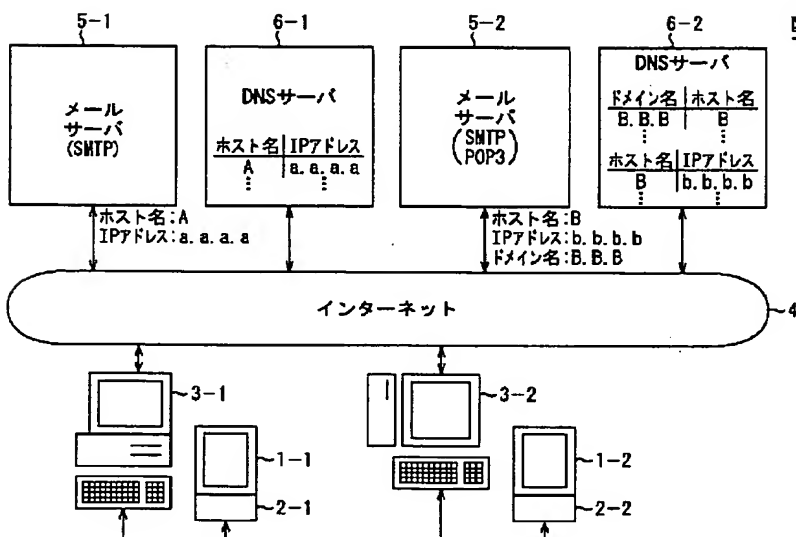 5-1
6-1
5-2
6-2
メール
サーバ
(SMTP)
DNSサーバ
ホスト名 IPアドレス
A a.a.a.a
⋮ ⋮
メール
サーバ
(SMTP
POP3)
DNSサーバ
ドメイン名 ホスト名
B.B.B B
⋮ ⋮
ホスト名 IPアドレス
B b.b.b.b
⋮ ⋮
ホスト名:A
IPアドレス:a.a.a.a
ホスト名:B
IPアドレス:b.b.b.b
ドメイン名:B.B.B
インターネット
4
3-1
1-1
2-1
3-2
1-2
2-2